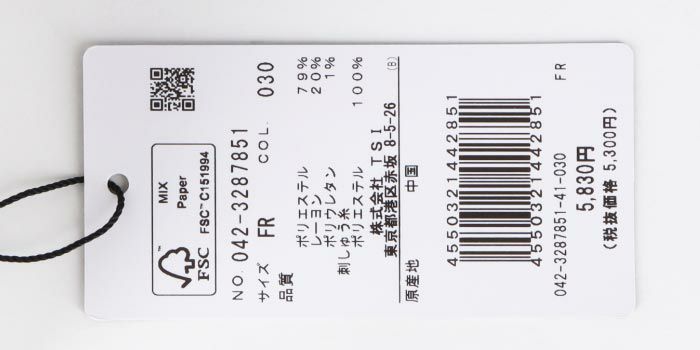 MIX
Paper
FSC™ C151994
™
FSC
NO. 042-3287851
サイズ FR COL. 030
品質
ポリエステル 79%
レーヨン 20%
ポリウレタン 1%
刺しゅう糸
ポリエステル 100%
株式会社 TSI
東京都港区赤坂 8-5-26 (B)
原産地 中国
4550321442851
4550321442851
042-3287851-41-030
FR
5,830円
(税抜価格 5,300円)